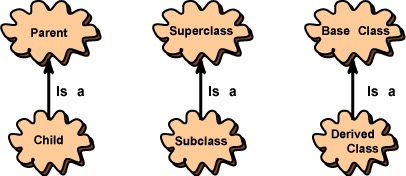 Parent
Superclass
Base Class
Is a
Is a
Is a
Child
Subclass
Derived
Class